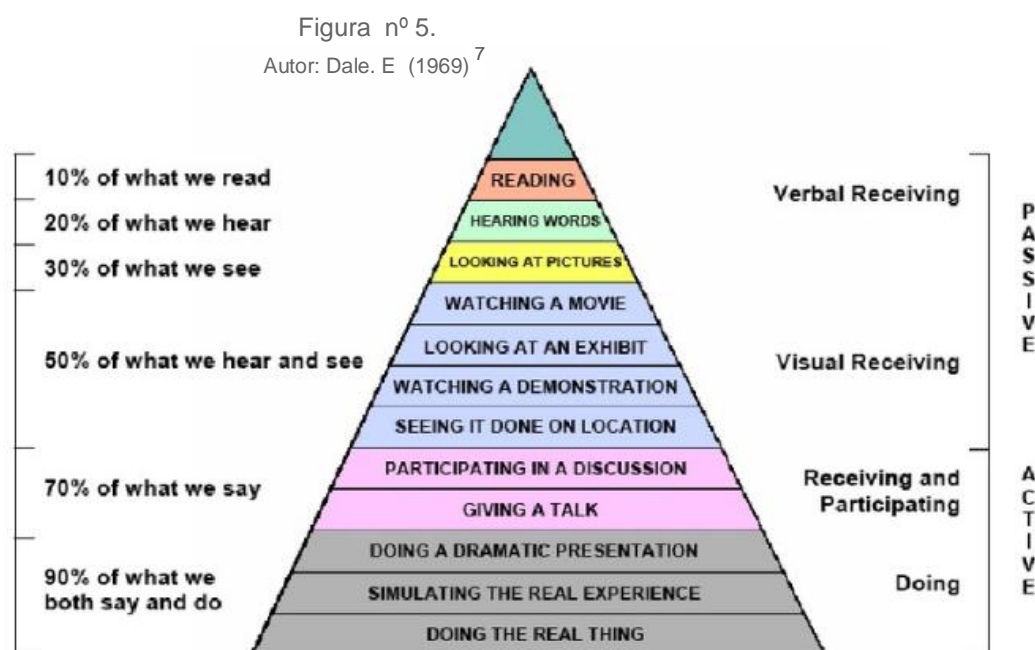 Figura nº 5.
Autor: Dale. E (1969) 7
10% of what we read
20% of what we hear
30% of what we see
50% of what we hear and see
70% of what we say
90% of what we
both say and do
READING
HEARING WORDS
LOOKING AT PICTURES
WATCHING A MOVIE
LOOKING AT AN EXHIBIT
WATCHING A DEMONSTRATION
SEEING IT DONE ON LOCATION
PARTICIPATING IN A DISCUSSION
GIVING A TALK
DOING A DRAMATIC PRESENTATION
SIMULATING THE REAL EXPERIENCE
DOING THE REAL THING
Verbal Receiving
Visual Receiving
Receiving and
Participating
Doing
PASSIVE
ACTIVE